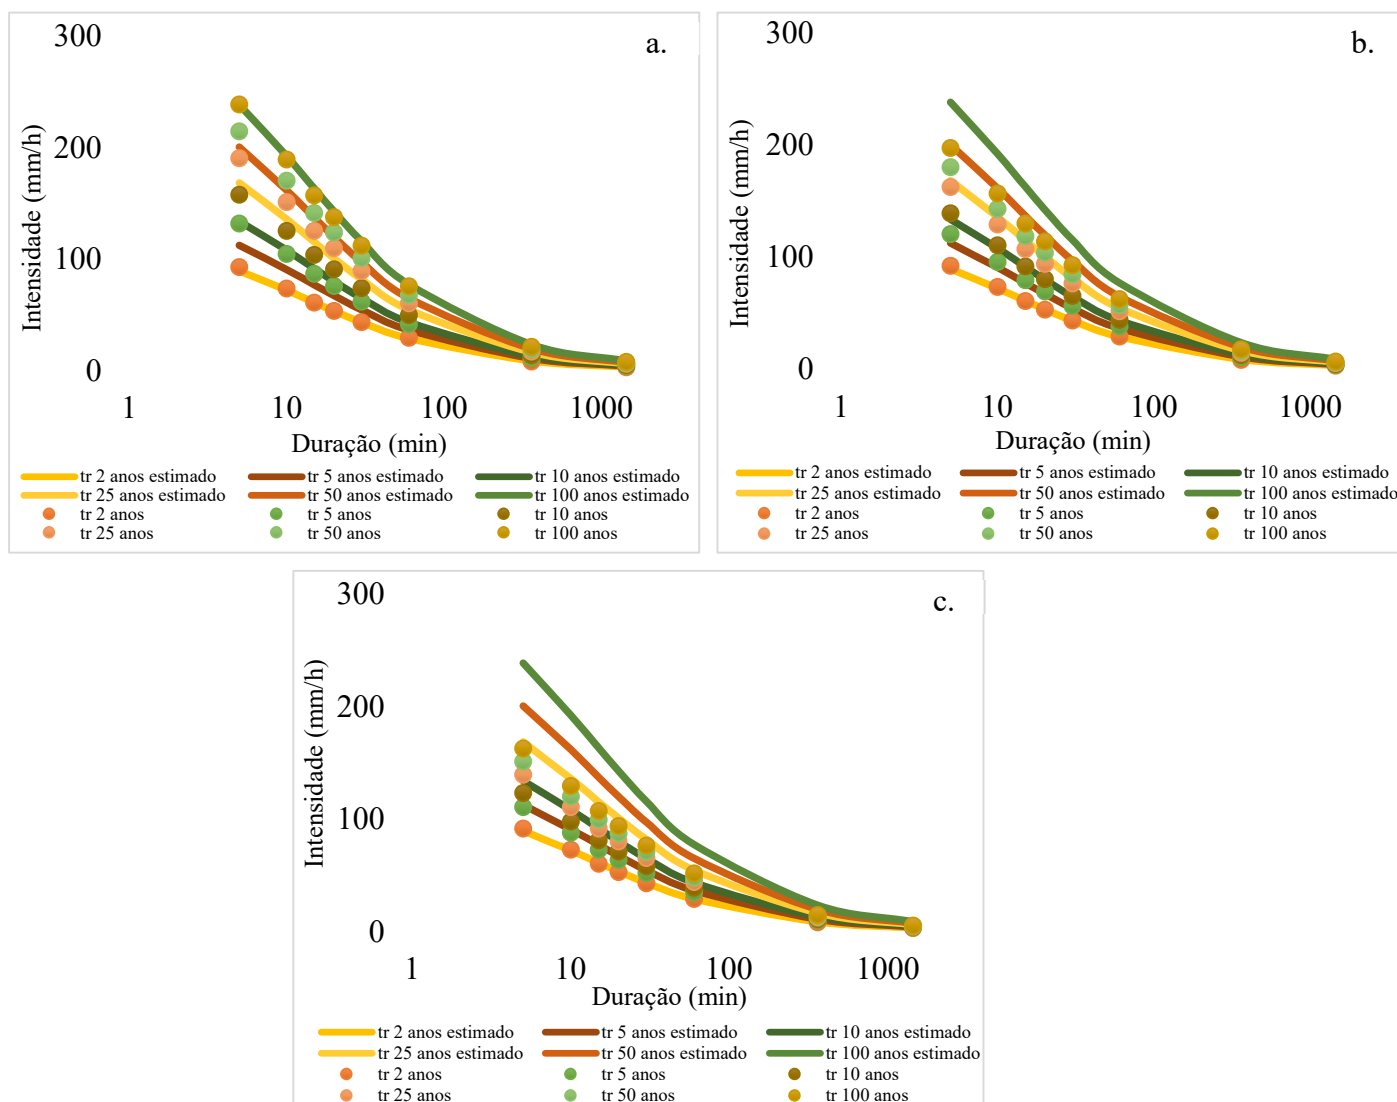 a.
300
200
100
0
Intensidade (mm/h)
1 10 100 1000
Duração (min)
tr 2 anos estimado tr 5 anos estimado tr 10 anos estimado
tr 25 anos estimado tr 50 anos estimado tr 100 anos estimado
tr 2 anos tr 5 anos tr 10 anos
tr 25 anos tr 50 anos tr 100 anos
b.
300
200
100
0
Intensidade (mm/h)
1 10 100 1000
Duração (min)
tr 2 anos estimado tr 5 anos estimado tr 10 anos estimado
tr 25 anos estimado tr 50 anos estimado tr 100 anos estimado
tr 2 anos tr 5 anos tr 10 anos
tr 25 anos tr 50 anos tr 100 anos
c.
300
200
100
0
Intensidade (mm/h)
1 10 100 1000
Duração (min)
tr 2 anos estimado tr 5 anos estimado tr 10 anos estimado
tr 25 anos estimado tr 50 anos estimado tr 100 anos estimado
tr 2 anos tr 5 anos tr 10 anos
tr 25 anos tr 50 anos tr 100 anos